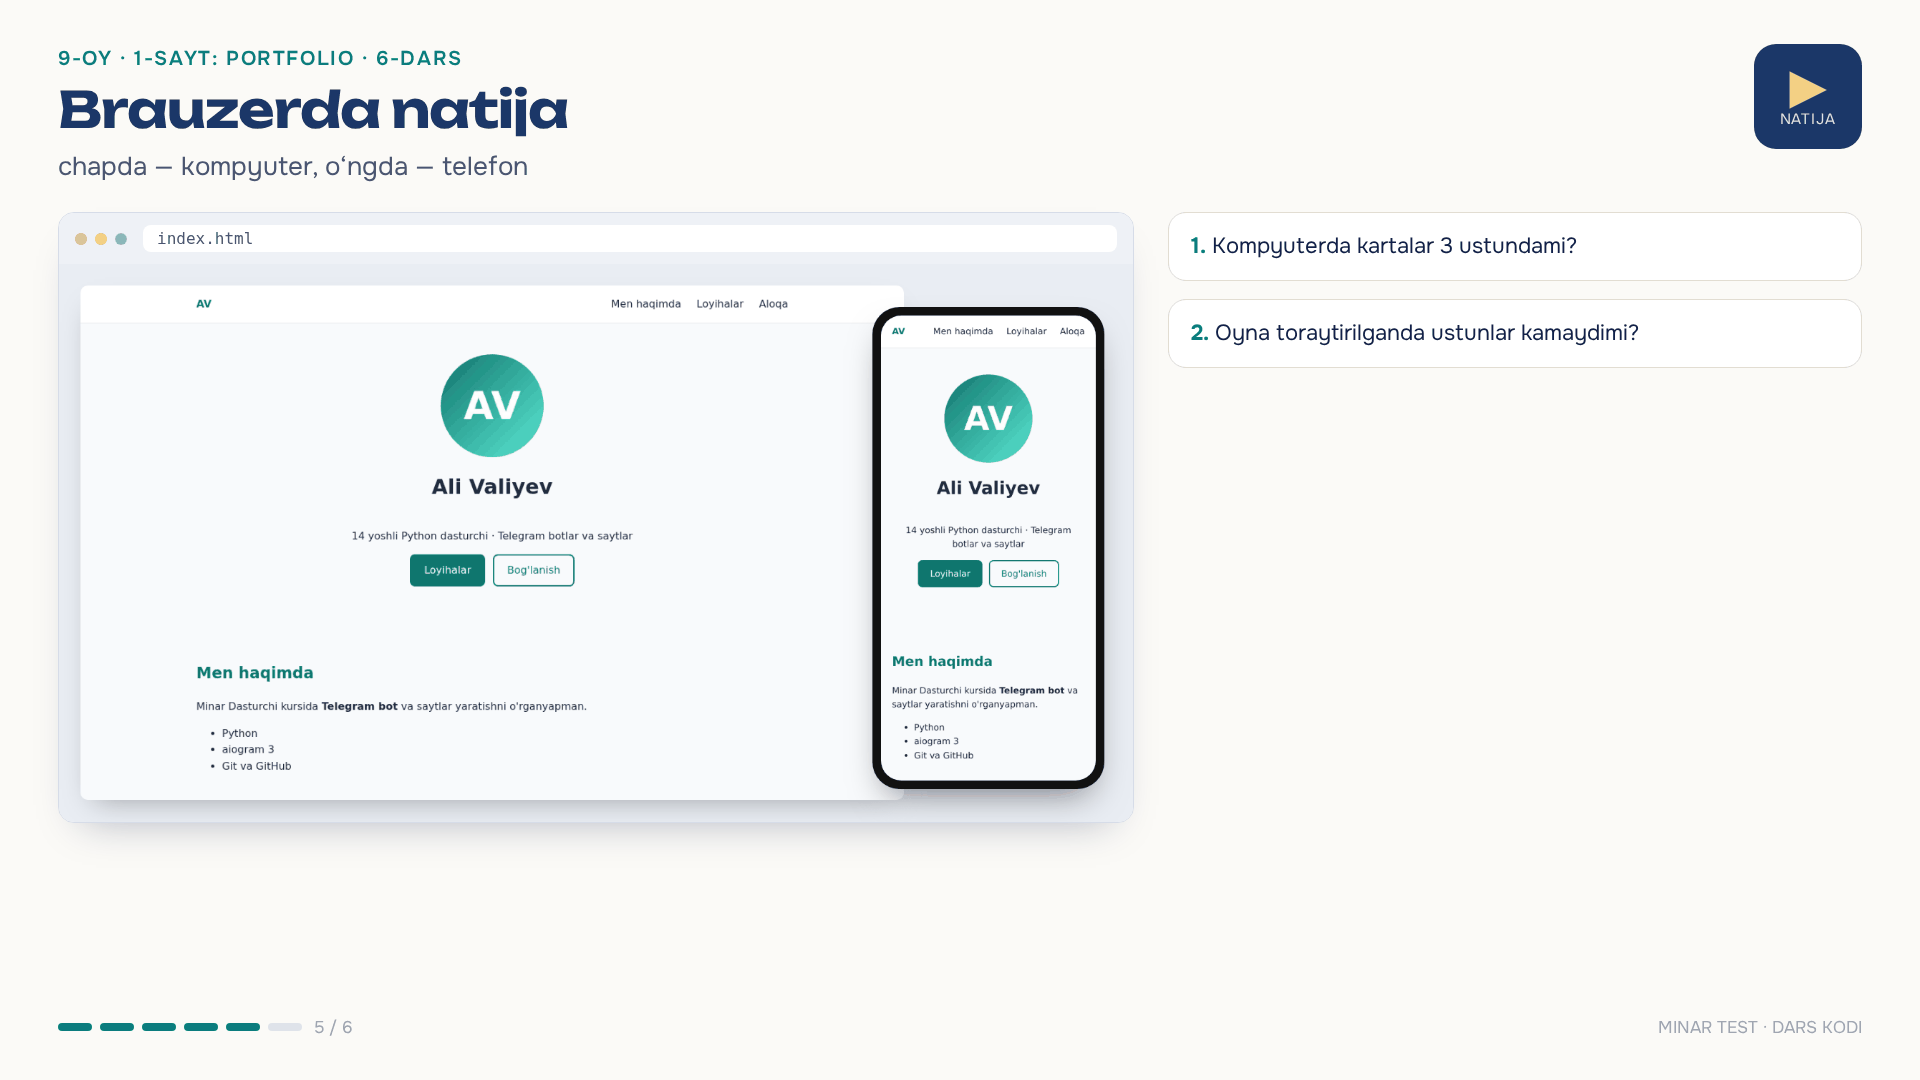 9-OY · 1-SAYT: PORTFOLIO · 6-DARS
Brauzerda natija
chapda — kompyuter, o‘ngda — telefon
NATIJA
index.html
AV
Men haqimda Loyihalar Aloqa
AV
Ali Valiyev
14 yoshli Python dasturchi · Telegram botlar va saytlar
Loyihalar
Bog'lanish
Men haqimda
Minar Dasturchi kursida Telegram bot va saytlar yaratishni o'rganyapman.
• Python
• aiogram 3
• Git va GitHub
AV
Men haqimda Loyihalar Aloqa
AV
Ali Valiyev
14 yoshli Python dasturchi · Telegram
botlar va saytlar
Loyihalar
Bog'lanish
Men haqimda
Minar Dasturchi kursida Telegram bot va
saytlar yaratishni o'rganyapman.
• Python
• aiogram 3
• Git va GitHub
1. Kompyuterda kartalar 3 ustundami?
2. Oyna toraytirilganda ustunlar kamaydimi?
5 / 6
MINAR TEST · DARS KODI